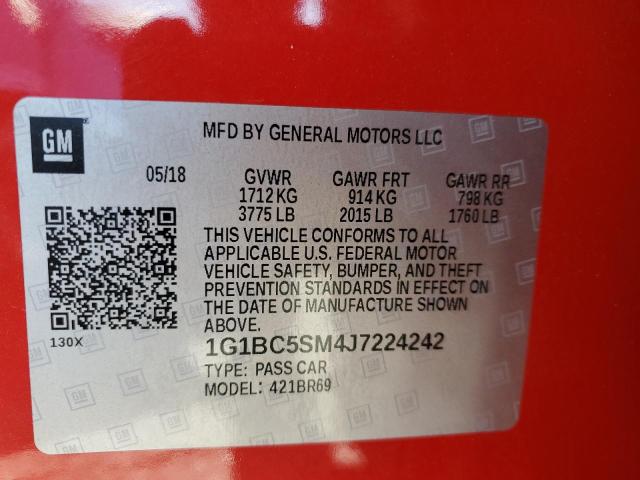 GM
MFD BY GENERAL MOTORS LLC
05/18 GVWR GAWR FRT GAWR RR
1712 KG 914 KG 798 KG
3775 LB 2015 LB 1760 LB
THIS VEHICLE CONFORMS TO ALL
APPLICABLE U.S. FEDERAL MOTOR
VEHICLE SAFETY, BUMPER, AND THEFT
PREVENTION STANDARDS IN EFFECT ON
THE DATE OF MANUFACTURE SHOWN
ABOVE.
130X
1G1BC5SM4J7224242
TYPE: PASS CAR
MODEL: 421BR69